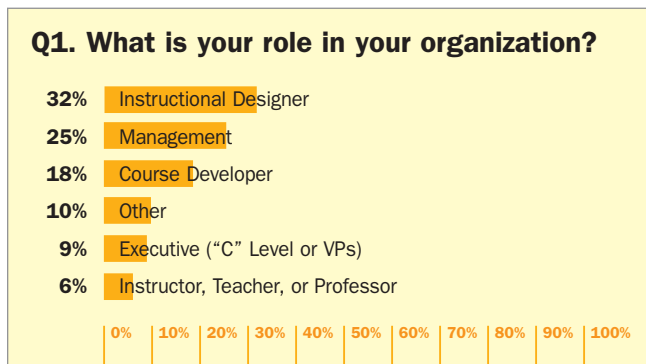 Q1. What is your role in your organization?
32% Instructional Designer
25% Management
18% Course Developer
10% Other
9% Executive (“C” Level or VPs)
6% Instructor, Teacher, or Professor
0% 10% 20% 30% 40% 50% 60% 70% 80% 90% 100%